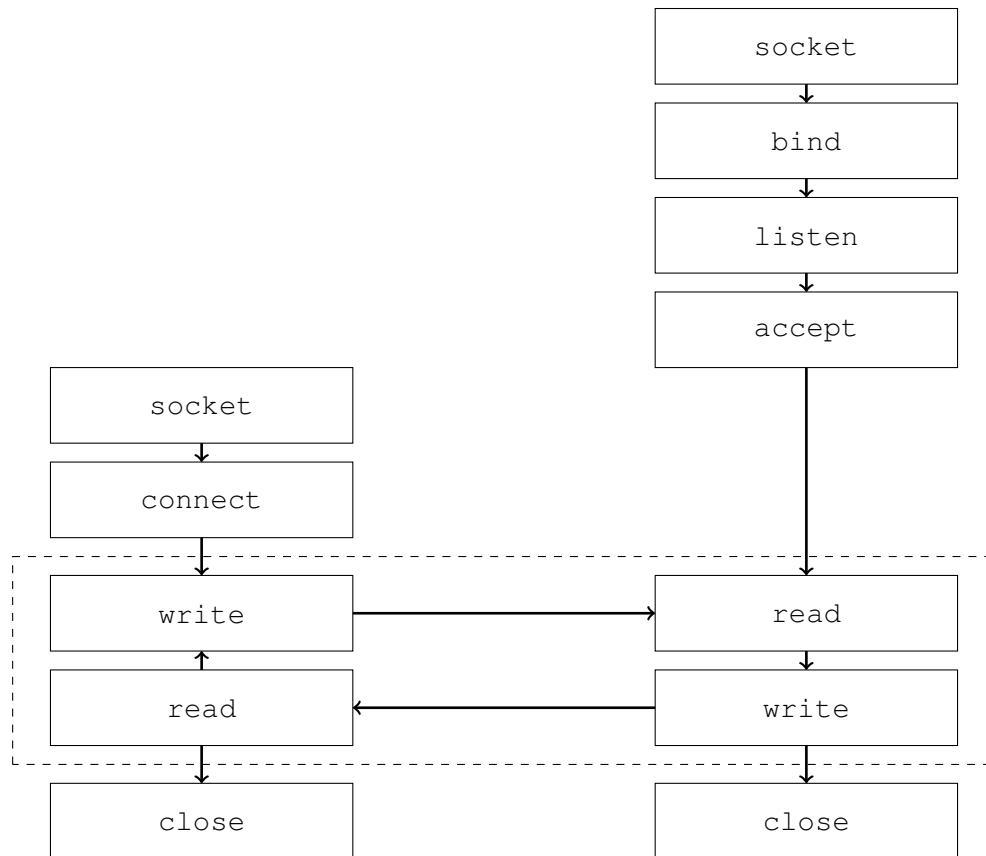 socket
bind
listen
accept
socket
connect
write
read
read
write
close
close